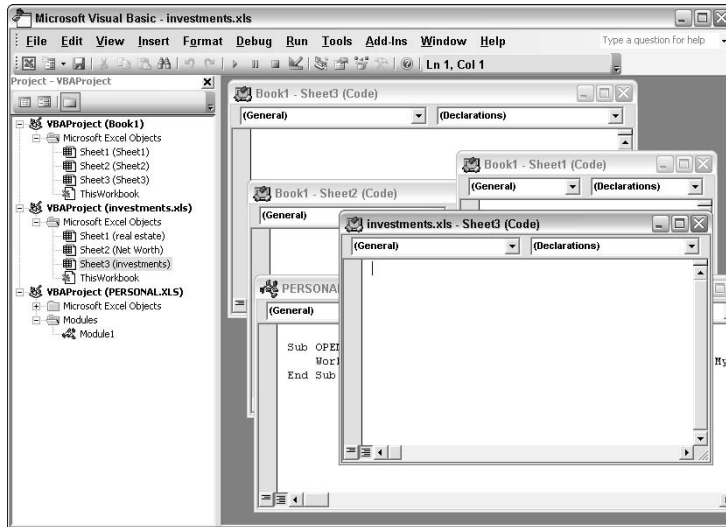 Microsoft Visual Basic - investments.xls
File Edit View Insert Format Debug Run Tools Add-Ins Window Help Type a question for help
Ln 1, Col 1
Project - VBAProject
VBAProject (Book1)
Microsoft Excel Objects
Sheet1 (Sheet1)
Sheet2 (Sheet2)
Sheet3 (Sheet3)
ThisWorkbook
VBAProject (investments.xls)
Microsoft Excel Objects
Sheet1 (real estate)
Sheet2 (Net Worth)
Sheet3 (investments)
ThisWorkbook
VBAProject (PERSONAL.XLS)
Microsoft Excel Objects
Modules
Module1
Book1 - Sheet3 (Code)
(General) (Declarations)
Book1 - Sheet1 (Code)
(General) (Declarations)
Book1 - Sheet2 (Code)
(General)
investments.xls - Sheet3 (Code)
(General) (Declarations)
PERSONAL
(General)
Sub
End Sub